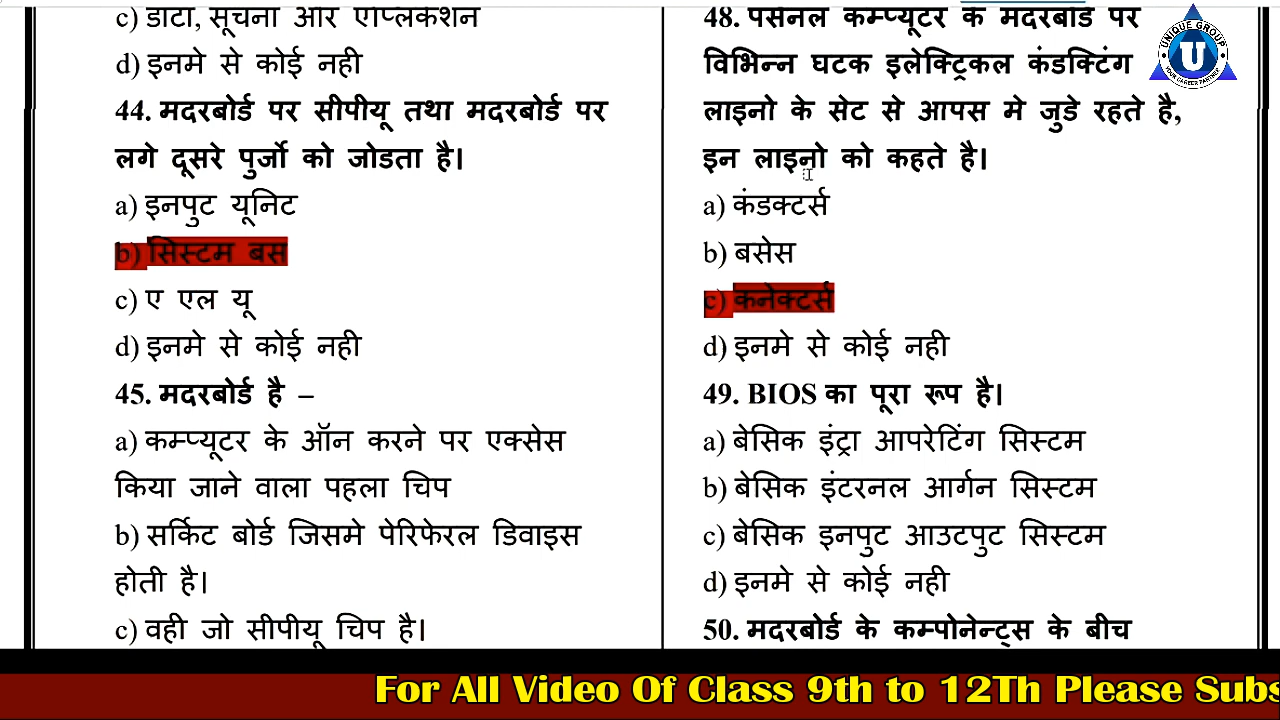 c) डाटा, सूचना और एप्लिकेशन
d) इनमे से कोई नही
44. मदरबोर्ड पर सीपीयू तथा मदरबोर्ड पर
लगे दूसरे पुर्जो को जोडता है।
a) इनपुट यूनिट
b) सिस्टम बस
c) ए एल यू
d) इनमे से कोई नही
45. मदरबोर्ड है –
a) कम्प्यूटर के ऑन करने पर एक्सेस
किया जाने वाला पहला चिप
b) सर्किट बोर्ड जिसमे पेरिफेरल डिवाइस
होती है।
c) वही जो सीपीयू चिप है।
48. पर्सनल कम्प्यूटर के मदरबोर्ड पर
विभिन्न घटक इलेक्ट्रिकल कंडक्टिंग
लाइनो के सेट से आपस मे जुडे रहते है,
इन लाइनो को कहते है।
a) कंडक्टर्स
b) बसेस
c) कनेक्टर्स
d) इनमे से कोई नही
49. BIOS का पूरा रूप है।
a) बेसिक इंट्रा आपरेटिंग सिस्टम
b) बेसिक इंटरनल आर्गन सिस्टम
c) बेसिक इनपुट आउटपुट सिस्टम
d) इनमे से कोई नही
50. मदरबोर्ड के कम्पोनेन्ट्स के बीच
UNIQUE GROUP
U
YOUR CAREER PARTNER
For All Video Of Class 9th to 12Th Please Subs